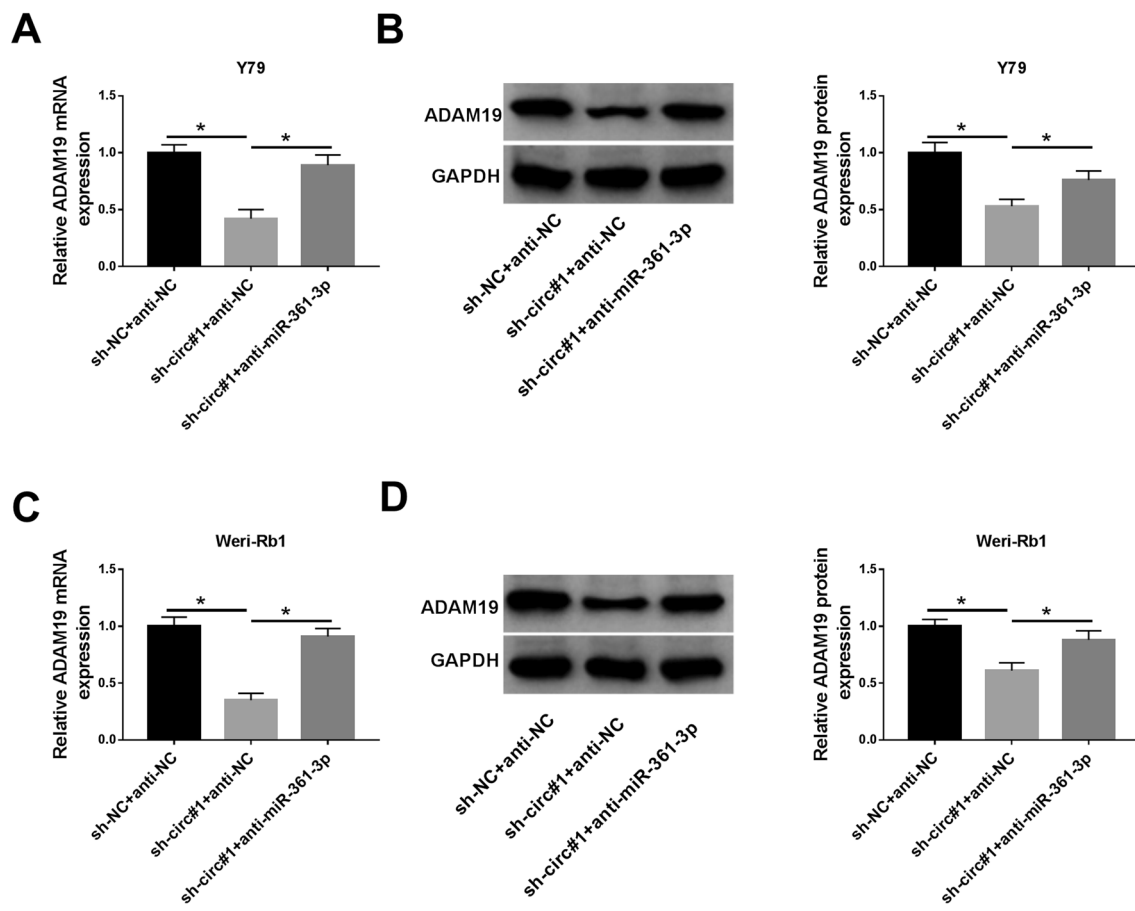 A
Y79
Relative ADAM19 mRNA
expression
1.5
1.0
0.5
0.0
*
*
sh-NC+anti-NC
sh-circ#1+anti-NC
sh-circ#1+anti-miR-361-3p
B
ADAM19
GAPDH
sh-NC+anti-NC
sh-circ#1+anti-NC
sh-circ#1+anti-miR-361-3p
Y79
Relative ADAM19 protein
expression
1.5
1.0
0.5
0.0
*
*
sh-NC+anti-NC
sh-circ#1+anti-NC
sh-circ#1+anti-miR-361-3p
C
Weri-Rb1
Relative ADAM19 mRNA
expression
1.5
1.0
0.5
0.0
*
*
sh-NC+anti-NC
sh-circ#1+anti-NC
sh-circ#1+anti-miR-361-3p
D
ADAM19
GAPDH
sh-NC+anti-NC
sh-circ#1+anti-NC
sh-circ#1+anti-miR-361-3p
Weri-Rb1
Relative ADAM19 protein
expression
1.5
1.0
0.5
0.0
*
*
sh-NC+anti-NC
sh-circ#1+anti-NC
sh-circ#1+anti-miR-361-3p